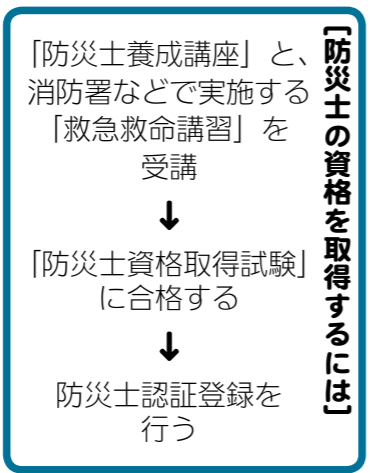 [防災士の資格を取得するには]
「防災士養成講座」と、
消防署などで実施する
「救急救命講習」を
受講
↓
「防災士資格取得試験」
に合格する
↓
防災士認証登録を
行う